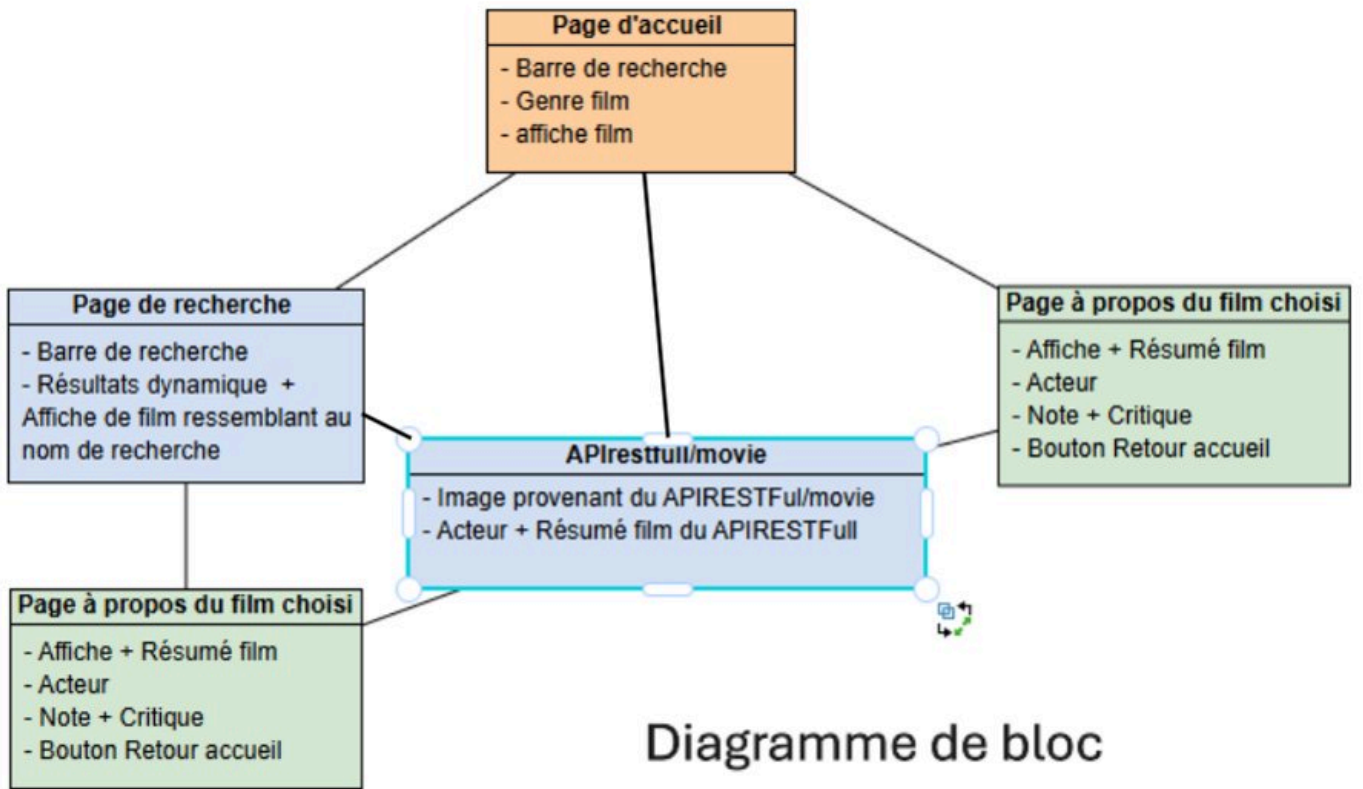 Page d'accueil
- Barre de recherche
- Genre film
- affiche film
Page de recherche
- Barre de recherche
- Résultats dynamique +
Affiche de film ressemblant au
nom de recherche
Page à propos du film choisi
- Affiche + Résumé film
- Acteur
- Note + Critique
- Bouton Retour accueil
APIrestfull/movie
- Image provenant du APIRESTFul/movie
- Acteur + Résumé film du APIRESTFull
Page à propos du film choisi
- Affiche + Résumé film
- Acteur
- Note + Critique
- Bouton Retour accueil
Diagramme de bloc